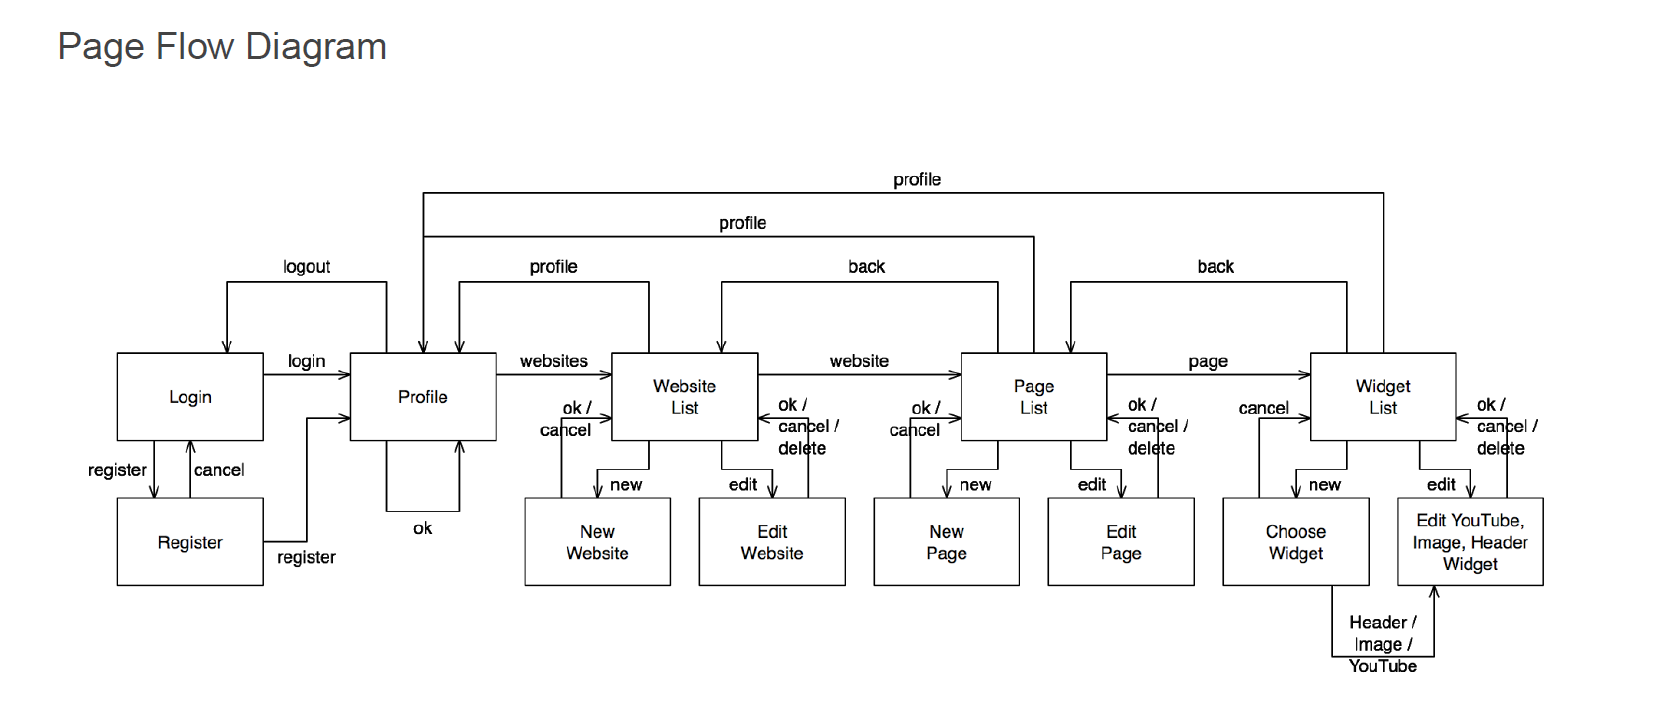 Page Flow Diagram
profile
profile
logout
profile
back
back
login
websites
website
page
Login
Profile
Website
List
Page
List
Widget
List
ok /
cancel
ok /
cancel /
delete
ok /
cancel
ok /
cancel /
delete
cancel
ok /
cancel /
delete
register
cancel
new
edit
new
edit
new
edit
Register
register
ok
New
Website
Edit
Website
New
Page
Edit
Page
Choose
Widget
Edit YouTube,
Image, Header
Widget
Header /
Image /
YouTube